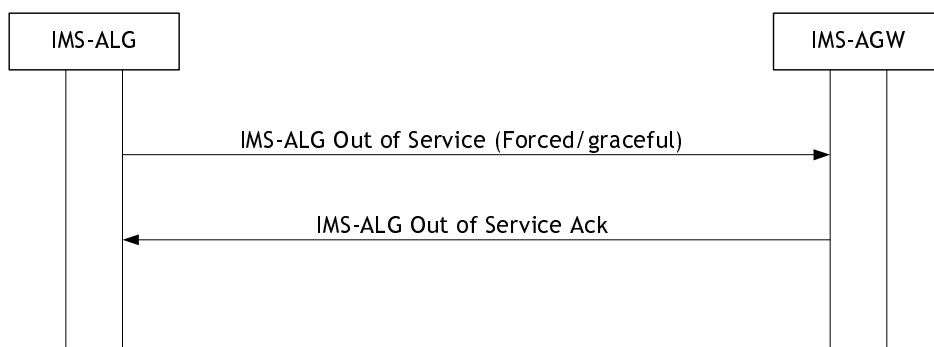 IMS-ALG
IMS-AGW
IMS-ALG Out of Service (Forced/graceful)
IMS-ALG Out of Service Ack